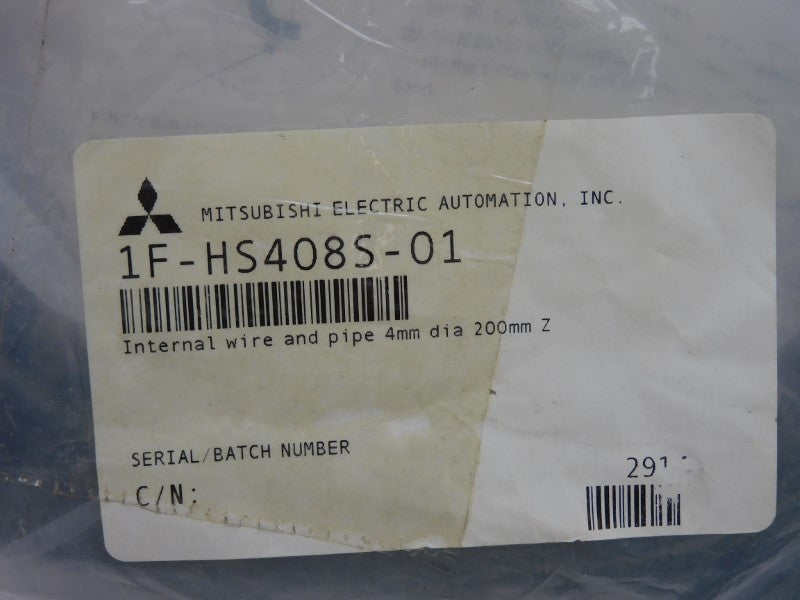 MITSUBISHI ELECTRIC AUTOMATION, INC.
1F-HS408S-01
Internal wire and pipe 4mm dia 200mm Z
SERIAL/BATCH NUMBER
C/N: